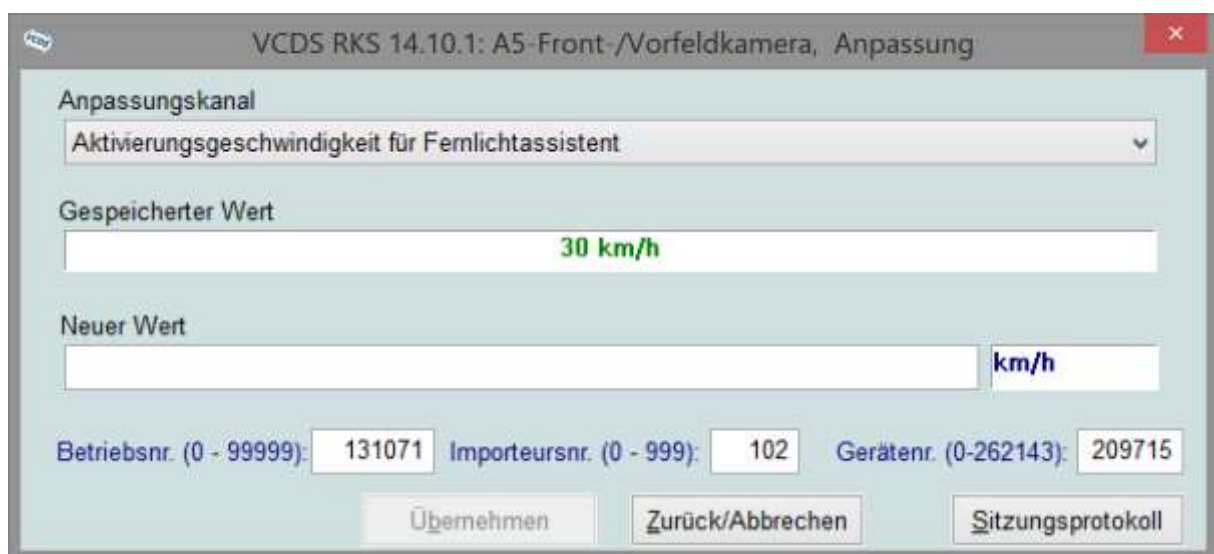 VCDS RKS 14.10.1: A5-Front-/Vorfeldkamera, Anpassung
Anpassungskanal
Aktivierungsgeschwindigkeit für Fernlichtassistent
Gespeicherter Wert
30 km/h
Neuer Wert
km/h
Betriebsnr. (0 - 99999): 131071 Importeursnr. (0 - 999): 102 Gerätenr. (0-262143): 209715
Übernehmen Zurück/Abbrechen Sitzungsprotokoll